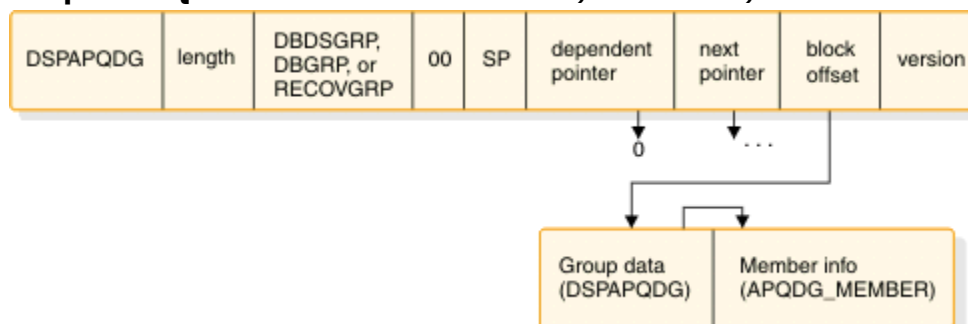 DSPAPQDG
length
DBDSGRP,
DBGRP, or
RECOVGRP
00
SP
dependent
pointer
next
pointer
block
offset
version
0
...
Group data
(DSPAPQDG)
Member info
(APQDG_MEMBER)